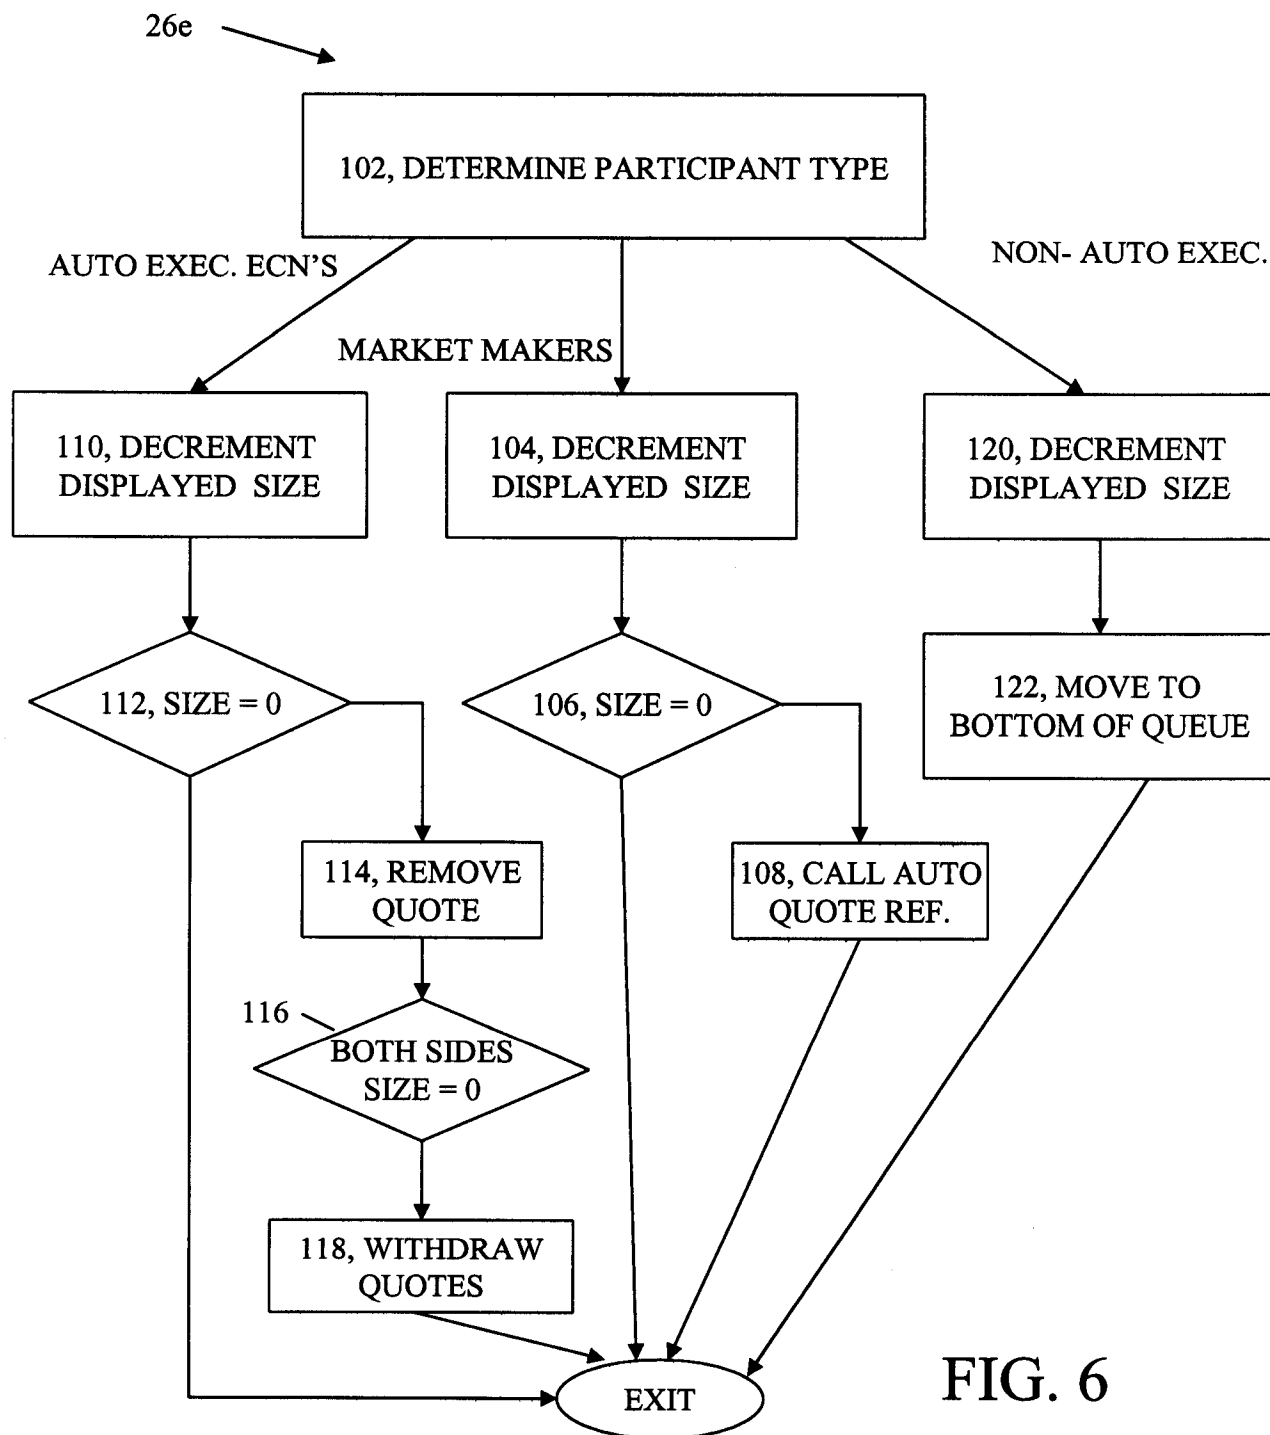 26e
102, DETERMINE PARTICIPANT TYPE
AUTO EXEC. ECN'S
NON- AUTO EXEC.
MARKET MAKERS
110, DECREMENT
DISPLAYED SIZE
104, DECREMENT
DISPLAYED SIZE
120, DECREMENT
DISPLAYED SIZE
112, SIZE = 0
106, SIZE = 0
122, MOVE TO
BOTTOM OF QUEUE
114, REMOVE
QUOTE
108, CALL AUTO
QUOTE REF.
116
BOTH SIDES
SIZE = 0
118, WITHDRAW
QUOTES
EXIT
FIG. 6